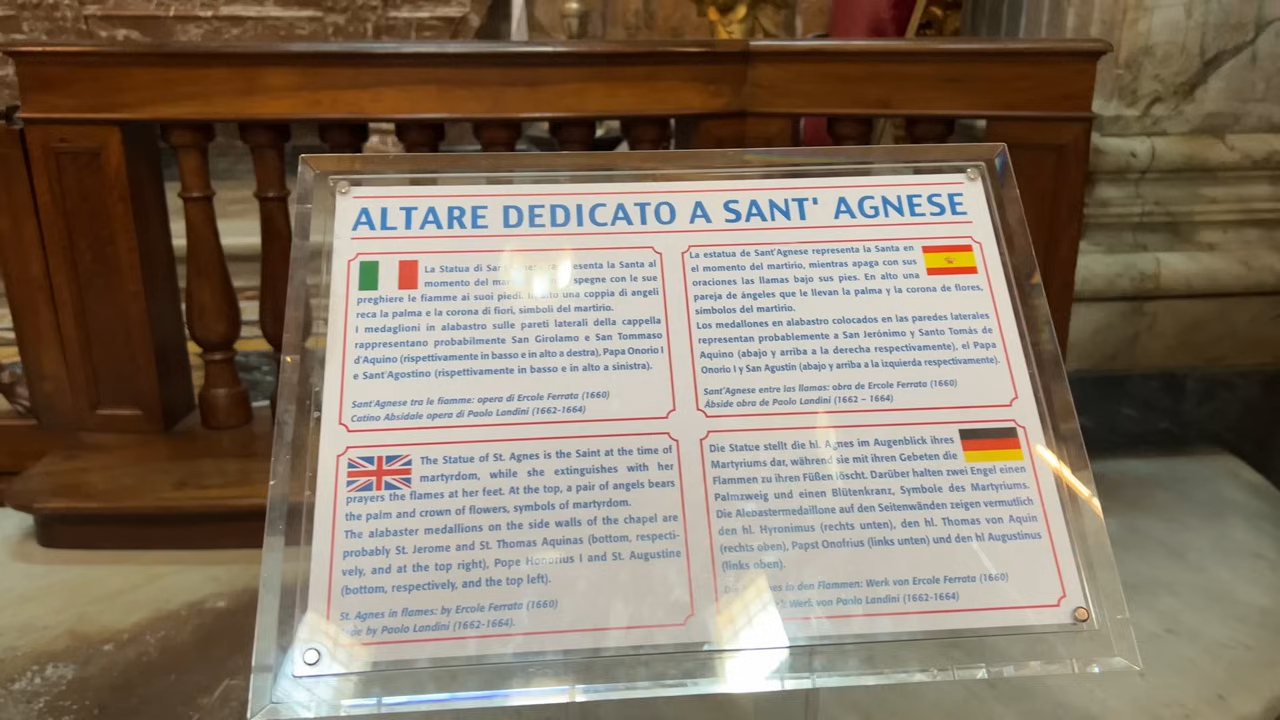 ALTARE DEDICATO A SANT' AGNESE
La Statua di esenta la Santa al
momento del spegne con le sue
preghiere le fiamme ai suoi piedi. una coppia di angeli
reca la palma e la corona di fiori, simboli del martirio.
I medaglioni in alabastro sulle pareti laterali della cappella
rappresentano probabilmente San Girolamo e San Tommaso
d'Aquino (rispettivamente in basso e in alto a destra), Papa Onorio I
e Sant'Agostino (rispettivamente in basso e in alto a sinistra).
Sant'Agnese tra le fiamme: opera di Ercole Ferrata (1660)
Catino Absidale opera di Paolo Landini (1662-1664)
La estatua de Sant'Agnese representa la Santa en
el momento del martirio, mientras apaga con sus
oraciones las llamas bajo sus pies. En alto una
pareja de ángeles que le llevan la palma y la corona de flores,
símbolos del martirio.
Los medallones en alabastro colocados en las paredes laterales
representan probablemente a San Jerónimo y Santo Tomás de
Aquino (abajo y arriba a la derecha respectivamente), el Papa
Onorio I y San Agustín (abajo y arriba a la izquierda respectivamente).
Sant'Agnese entre las llamas: obra de Ercole Ferrata (1660)
Ábside obra de Paolo Landini (1662 – 1664)
The Statue of St. Agnes is the Saint at the time of
martyrdom, while she extinguishes with her
prayers the flames at her feet. At the top, a pair of angels bears
the palm and crown of flowers, symbols of martyrdom.
The alabaster medallions on the side walls of the chapel are
probably St. Jerome and St. Thomas Aquinas (bottom, respecti-
vely, and at the top right), Pope Honorius I and St. Augustine
(bottom, respectively, and the top left).
St. Agnes in flames: by Ercole Ferrata (1660)
by Paolo Landini (1662-1664).
Die Statue stellt die hl. Agnes im Augenblick ihres
Martyriums dar, während sie mit ihren Gebeten die
Flammen zu ihren Füßen löscht. Darüber halten zwei Engel einen
Palmzweig und einen Blütenkranz, Symbole des Martyriums.
Die Alebastermedaillone auf den Seitenwänden zeigen vermutlich
den hl. Hyronimus (rechts unten), den hl. Thomas von Aquin
(rechts oben), Papst Onofrius (links unten) und den hl Augustinus
(links oben).
in den Flammen: Werk von Ercole Ferrata (1660)
Werk von Paolo Landini (1662-1664)